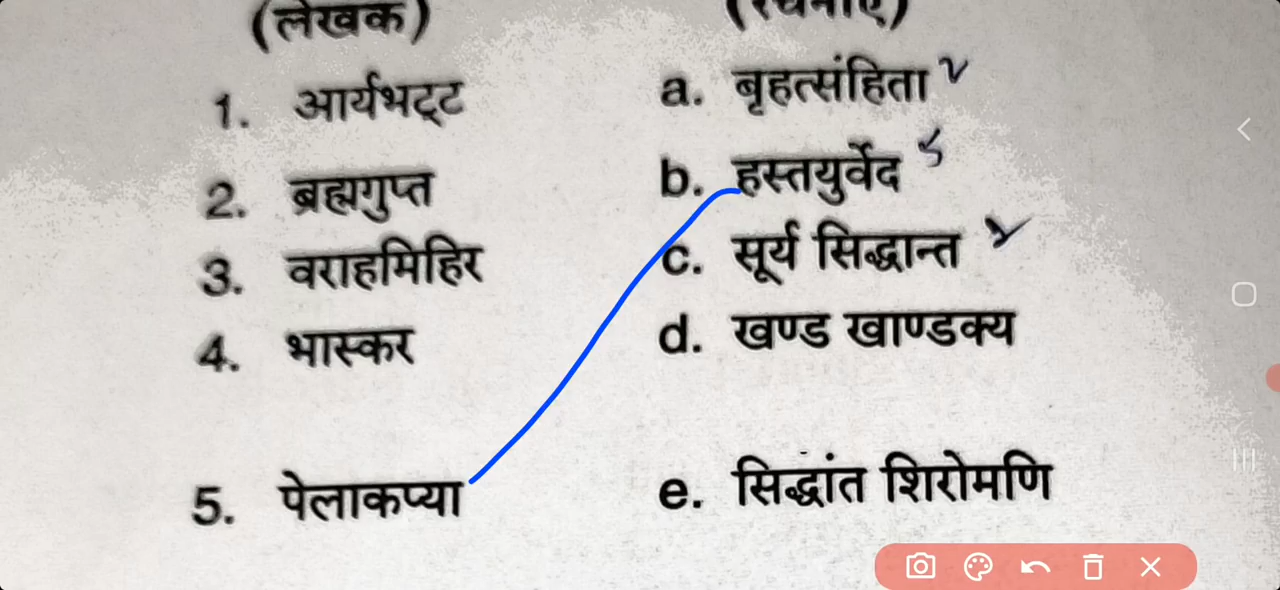 (लेखक) (रचनाएँ)
1. आर्यभट्ट a. बृहत्संहिता
2. ब्रह्मगुप्त b. हस्तयुर्वेद
3. वराहमिहिर c. सूर्य सिद्धान्त
4. भास्कर d. खण्ड खाण्डक्य
5. पेलाकप्या e. सिद्धांत शिरोमणि